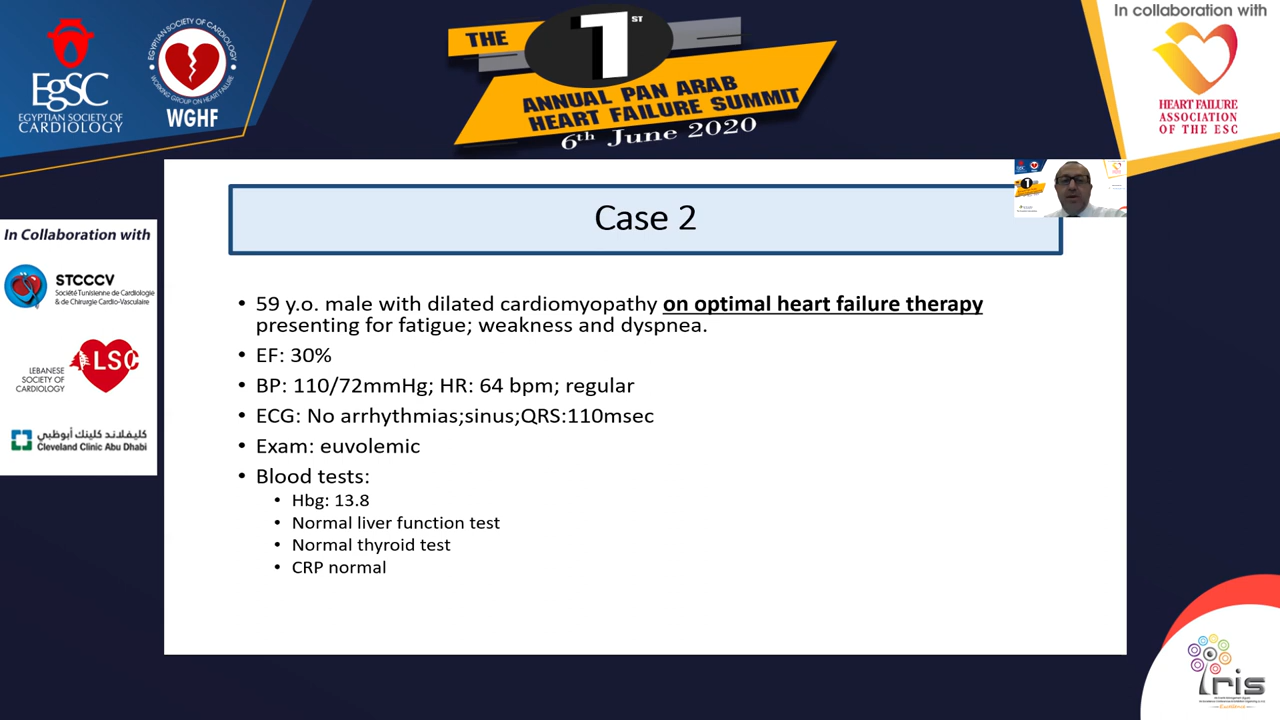 EgSC
EGYPTIAN SOCIETY OF
CARDIOLOGY
EGYPTIAN SOCIETY OF CARDIOLOGY
WORKING GROUP ON HEART FAILURE
WGHF
THE 1ST
ANNUAL PAN ARAB
HEART FAILURE SUMMIT
6th June 2020
In collaboration with
HEART FAILURE
ASSOCIATION
OF THE ESC
In Collaboration with
STCCCV
Société Tunisienne de Cardiologie
& de Chirurgie Cardio-Vasculaire
LSC
LEBANESE
SOCIETY OF
CARDIOLOGY
كليفلاند كلينك أبوظبي
Cleveland Clinic Abu Dhabi
Case 2
• 59 y.o. male with dilated cardiomyopathy on optimal heart failure therapy
presenting for fatigue; weakness and dyspnea.
• EF: 30%
• BP: 110/72mmHg; HR: 64 bpm; regular
• ECG: No arrhythmias;sinus;QRS:110msec
• Exam: euvolemic
• Blood tests:
• Hbg: 13.8
• Normal liver function test
• Normal thyroid test
• CRP normal
Iris